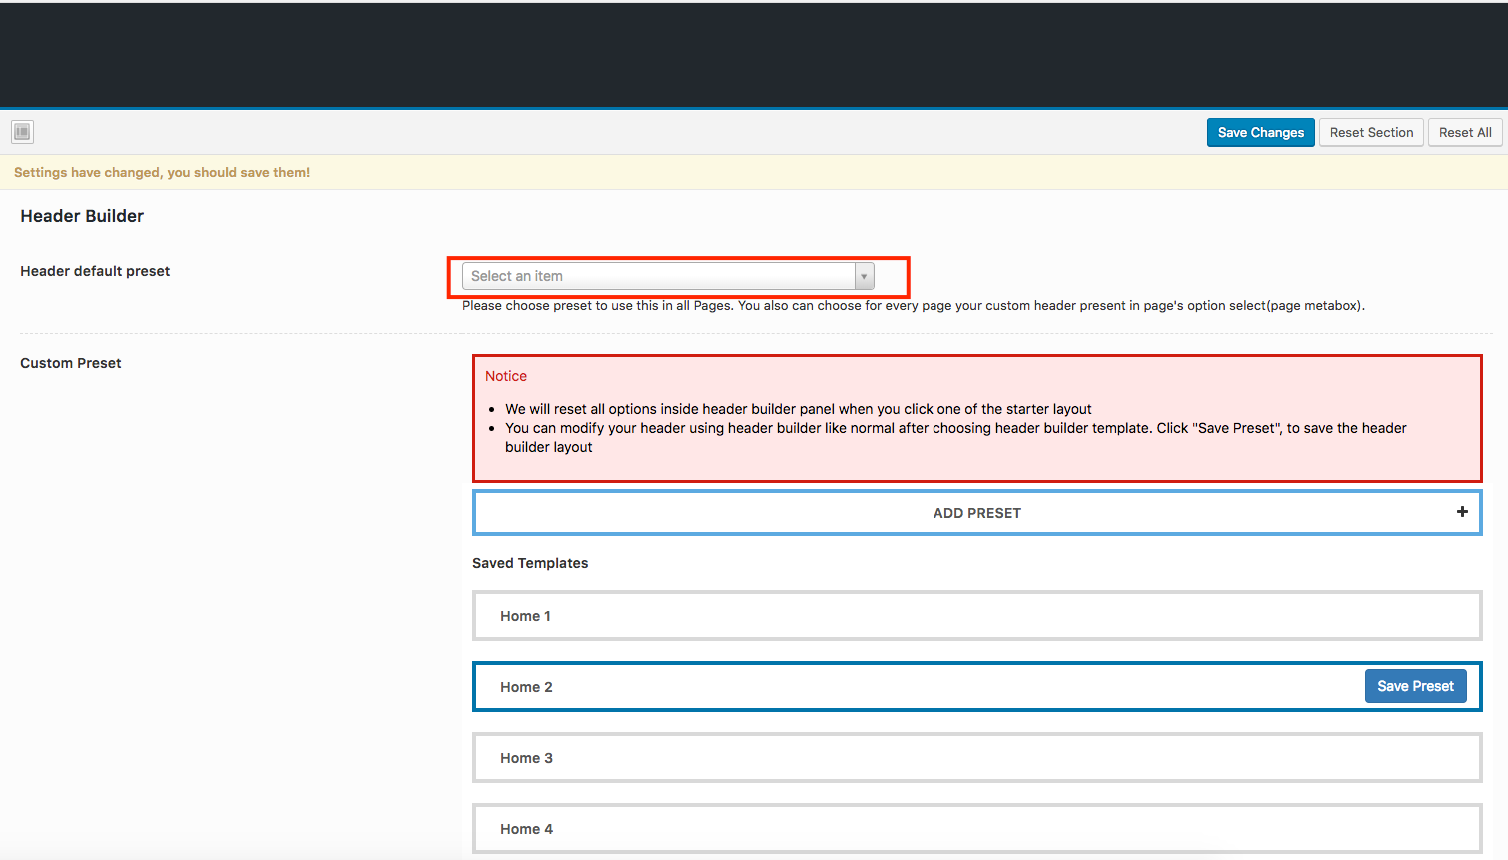 Save Changes
Reset Section
Reset All
Settings have changed, you should save them!
Header Builder
Header default preset
Select an item
Please choose preset to use this in all Pages. You also can choose for every page your custom header present in page's option select(page metabox).
Custom Preset
Notice
We will reset all options inside header builder panel when you click one of the starter layout
You can modify your header using header builder like normal after choosing header builder template. Click "Save Preset", to save the header
builder layout
ADD PRESET
Saved Templates
Home 1
Home 2
Save Preset
Home 3
Home 4